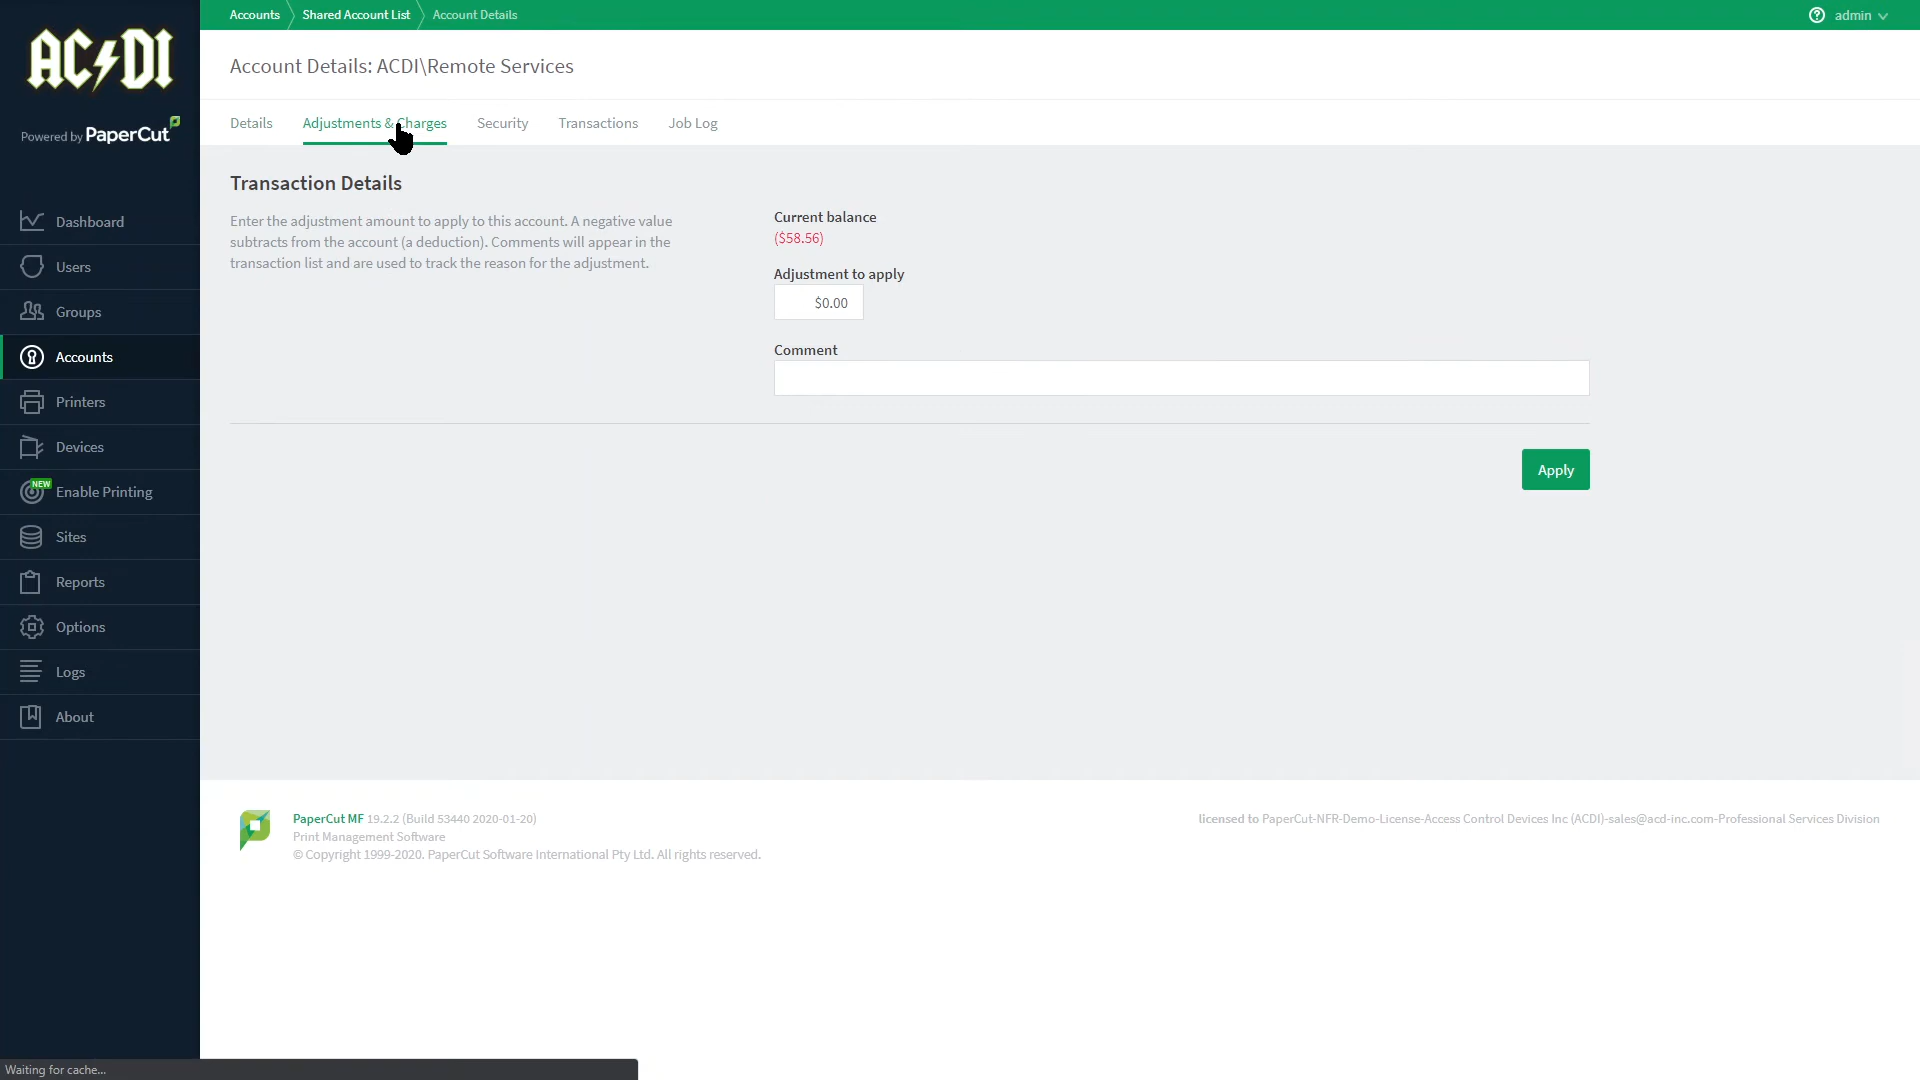 Accounts
Shared Account List
Account Details
admin
AC⚡DI
Powered by PaperCut
Account Details: ACDI\Remote Services
Details
Adjustments & Charges
Security
Transactions
Job Log
Dashboard
Users
Groups
Accounts
Printers
Devices
NEW
Enable Printing
Sites
Reports
Options
Logs
About
Transaction Details
Enter the adjustment amount to apply to this account. A negative value
subtracts from the account (a deduction). Comments will appear in the
transaction list and are used to track the reason for the adjustment.
Current balance
($58.56)
Adjustment to apply
$0.00
Comment
Apply
PaperCut MF 19.2.2 (Build 53440 2020-01-20)
Print Management Software
© Copyright 1999-2020. PaperCut Software International Pty Ltd. All rights reserved.
licensed to PaperCut-NFR-Demo-License-Access Control Devices Inc (ACDI)-sales@acd-inc.com-Professional Services Division
Waiting for cache...